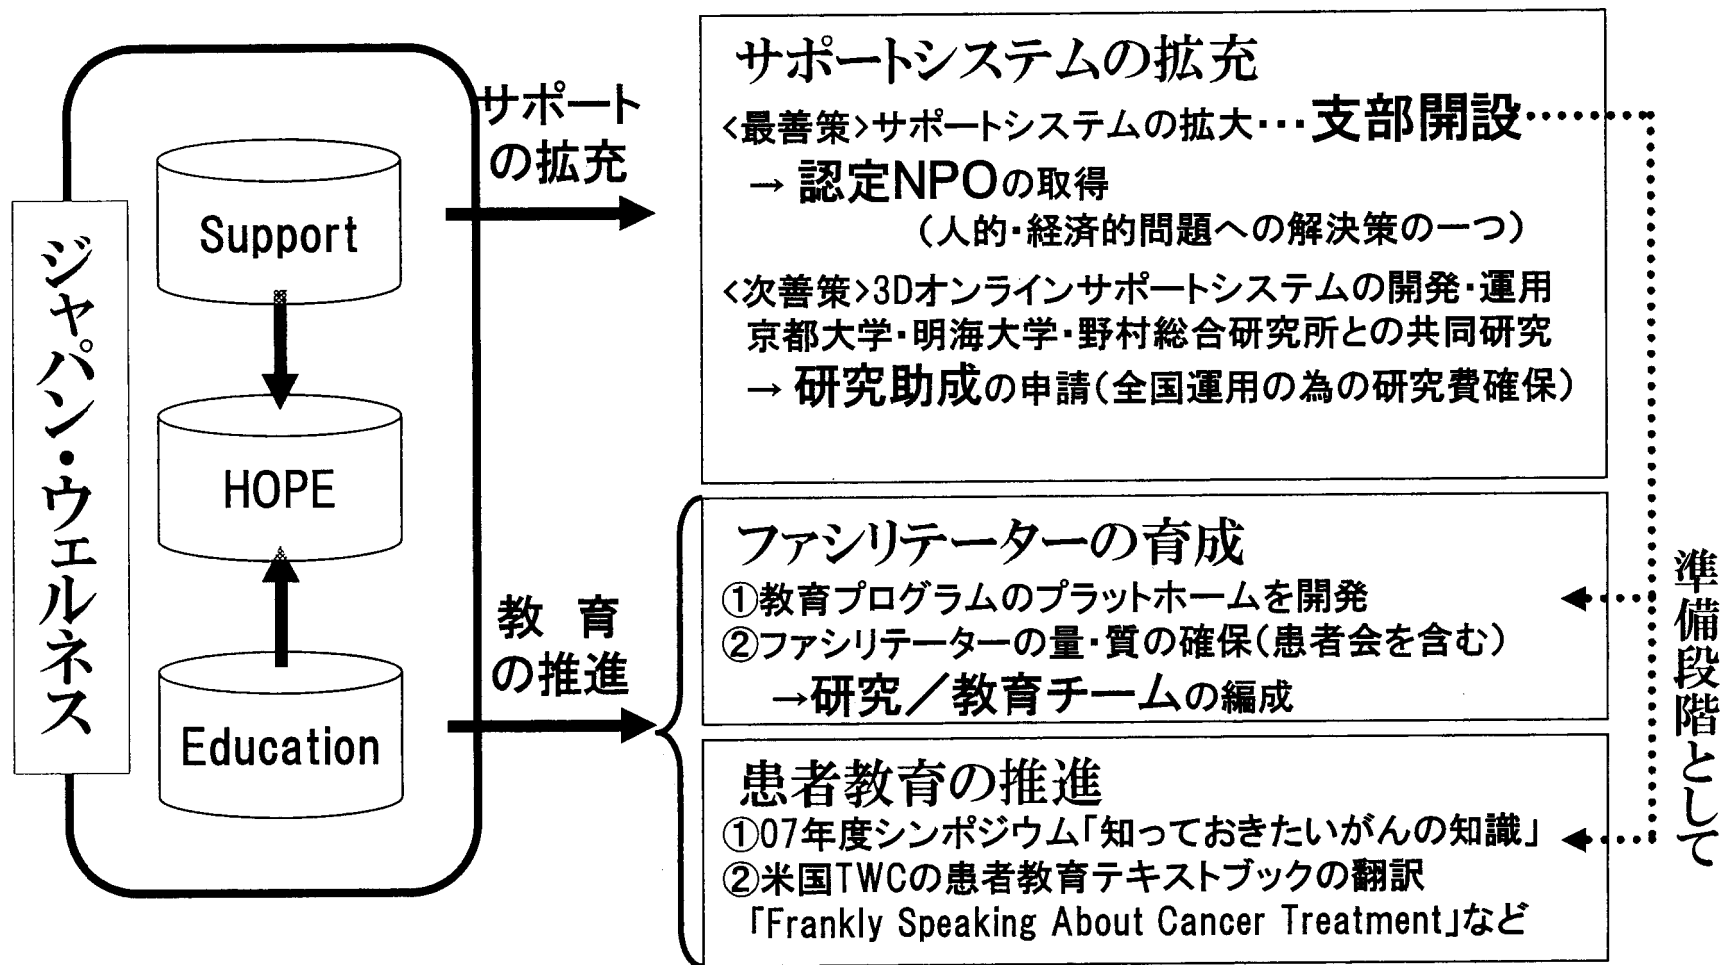 ジャパン・ウェルネス
Support
HOPE
Education
サポート
の拡充
教 育
の推進
サポートシステムの拡充
<最善策>サポートシステムの拡大…支部開設
→ 認定NPOの取得
(人的・経済的問題への解決策の一つ)
<次善策>3Dオンラインサポートシステムの開発・運用
京都大学・明海大学・野村総合研究所との共同研究
→ 研究助成の申請(全国運用の為の研究費確保)
ファシリテーターの育成
①教育プログラムのプラットホームを開発
②ファシリテーターの量・質の確保(患者会を含む)
→研究/教育チームの編成
患者教育の推進
①07年度シンポジウム「知っておきたいがんの知識」
②米国TWCの患者教育テキストブックの翻訳
「Frankly Speaking About Cancer Treatment」など
準備段階として